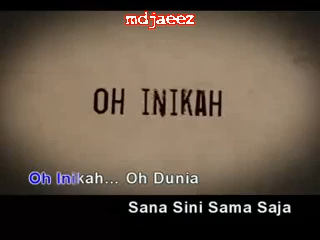 mdjaeez
OH INIKAH
Oh Inikah... Oh Dunia
Sana Sini Sama Saja